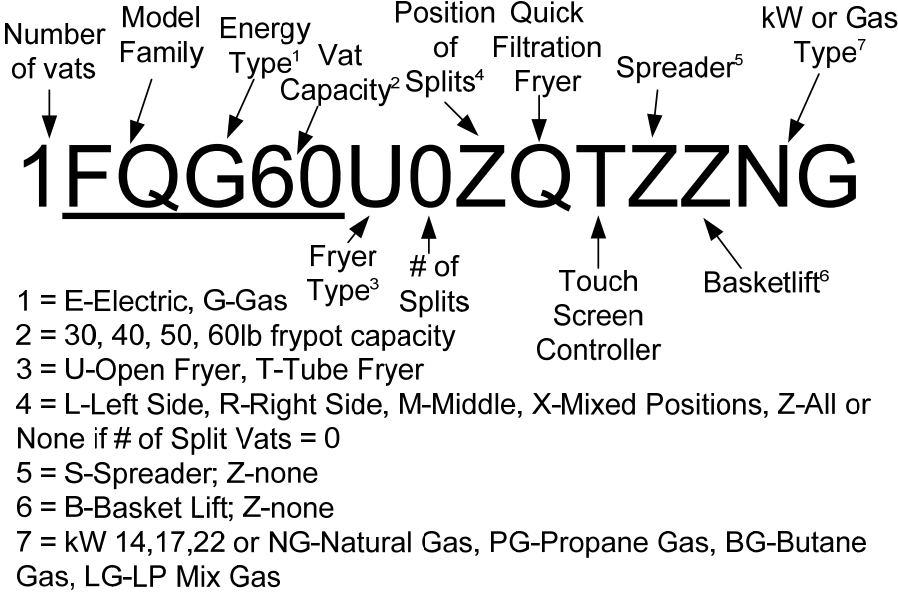 Number
of vats
Model
Family
Energy
Type¹
Vat
Capacity²
Position
of
Splits⁴
Quick
Filtration
Fryer
Spreader⁵
kW or Gas
Type⁷
1FQG60U0ZQTZZNG
Fryer
Type³
# of
Splits
Touch
Screen
Controller
Basketlift⁶
1 = E-Electric, G-Gas
2 = 30, 40, 50, 60lb frypot capacity
3 = U-Open Fryer, T-Tube Fryer
4 = L-Left Side, R-Right Side, M-Middle, X-Mixed Positions, Z-All or
None if # of Split Vats = 0
5 = S-Spreader; Z-none
6 = B-Basket Lift; Z-none
7 = kW 14,17,22 or NG-Natural Gas, PG-Propane Gas, BG-Butane
Gas, LG-LP Mix Gas